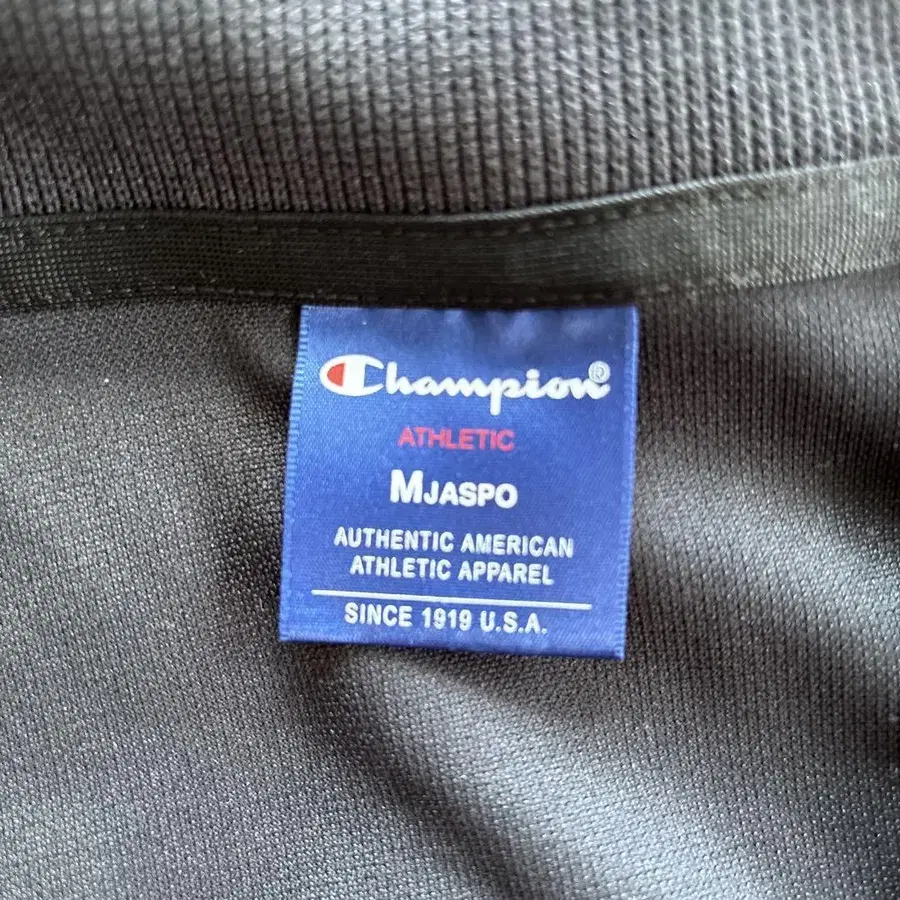 Champion®
ATHLETIC
MJASPO
AUTHENTIC AMERICAN
ATHLETIC APPAREL
SINCE 1919 U.S.A.